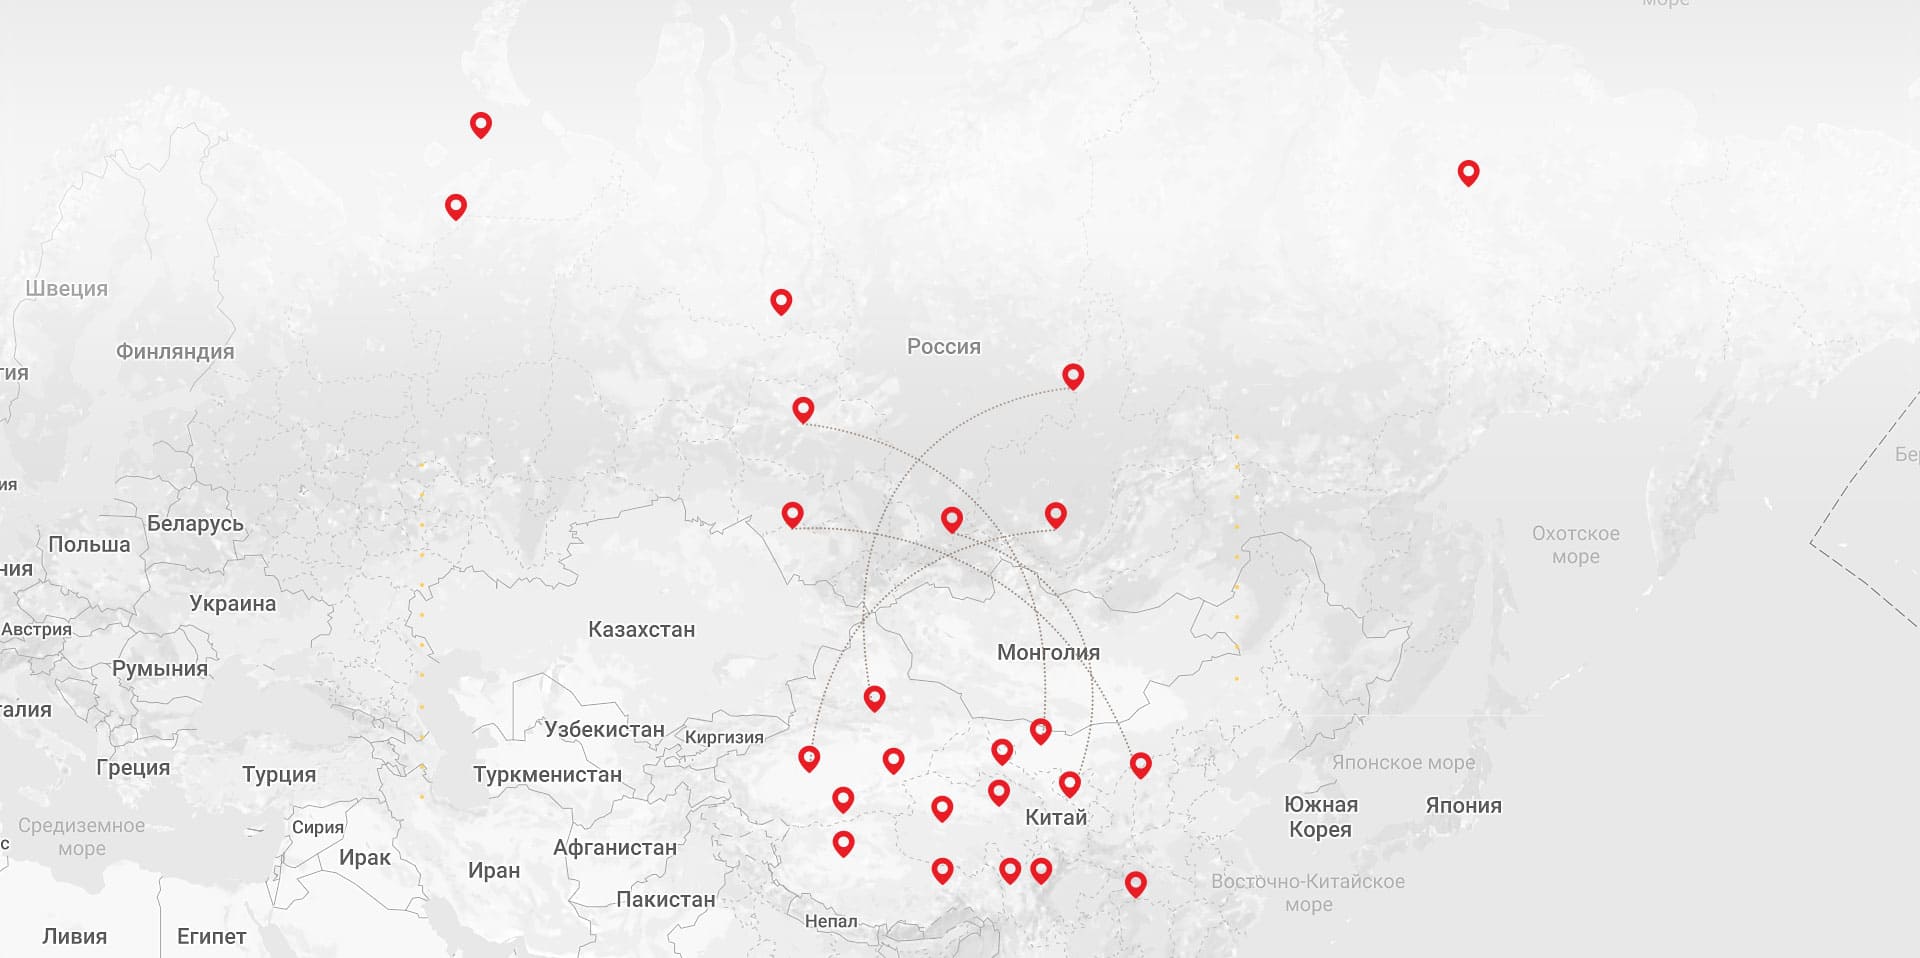 море
Швеция
Финляндия
Россия
гия
ия
Беларусь
Польша
ния
Украина
Австрия
Румыния
талия
Греция
Турция
Казахстан
Узбекистан
Киргизия
Туркменистан
Монголия
Охотское
море
Бер
Японское море
Южная
Корея
Япония
Китай
Средиземное
море
с
Сирия
Ирак
Иран
Афганистан
Пакистан
Непал
Восточно-Китайское
море
Ливия
Египет